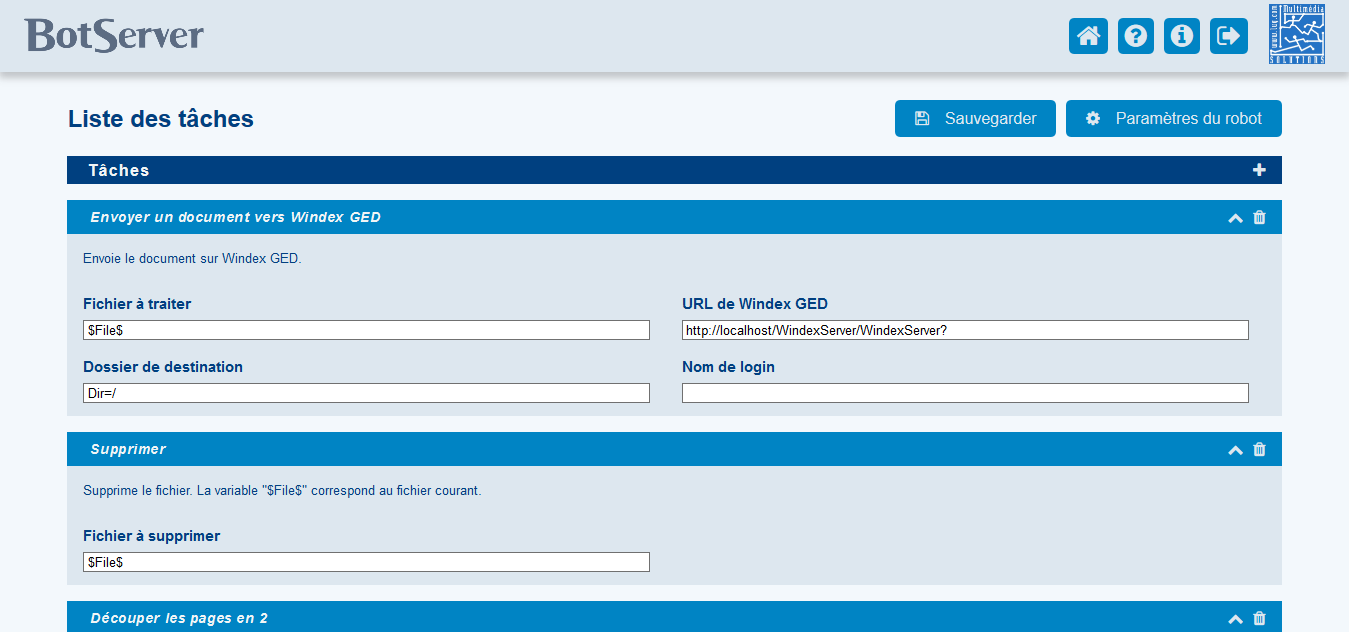 BotServer
Multimédia
www.lup.com
SOLUTIONS
Liste des tâches
Sauvegarder
Paramètres du robot
Tâches
Envoyer un document vers Windex GED
Envoie le document sur Windex GED.
Fichier à traiter
URL de Windex GED
$File$
http://localhost/WindexServer/WindexServer?
Dossier de destination
Nom de login
Dir=/
Supprimer
Supprime le fichier. La variable "$File$" correspond au fichier courant.
Fichier à supprimer
$File$
Découper les pages en 2